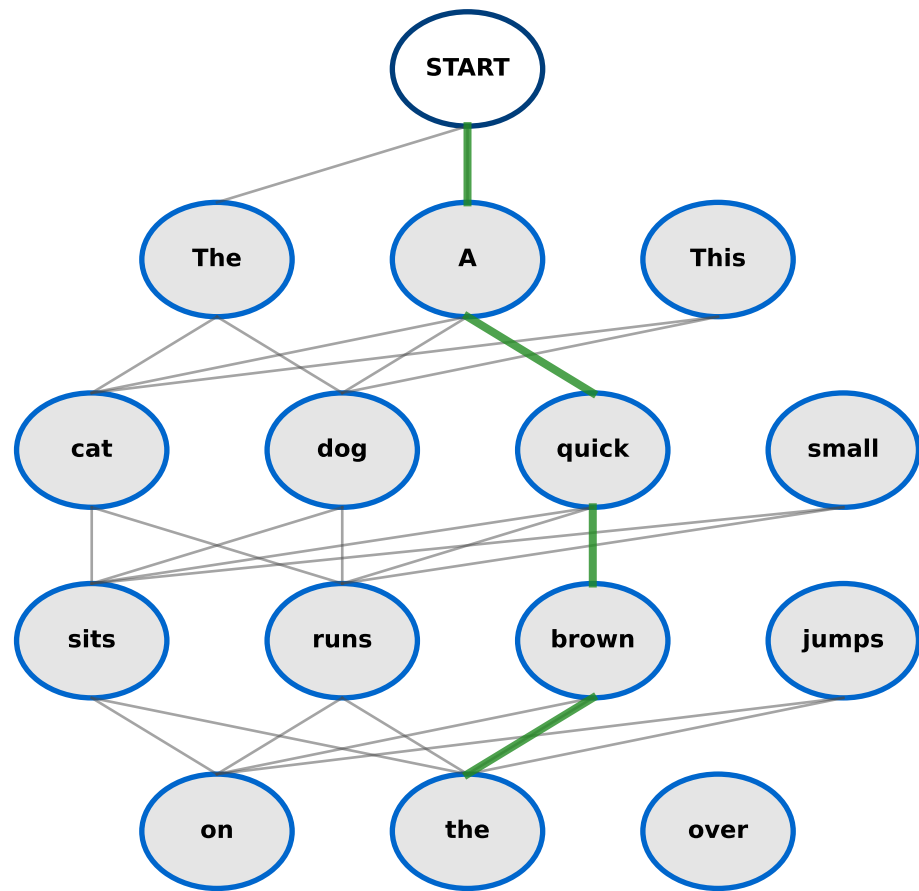 START
The A This
cat dog quick small
sits runs brown jumps
on the over